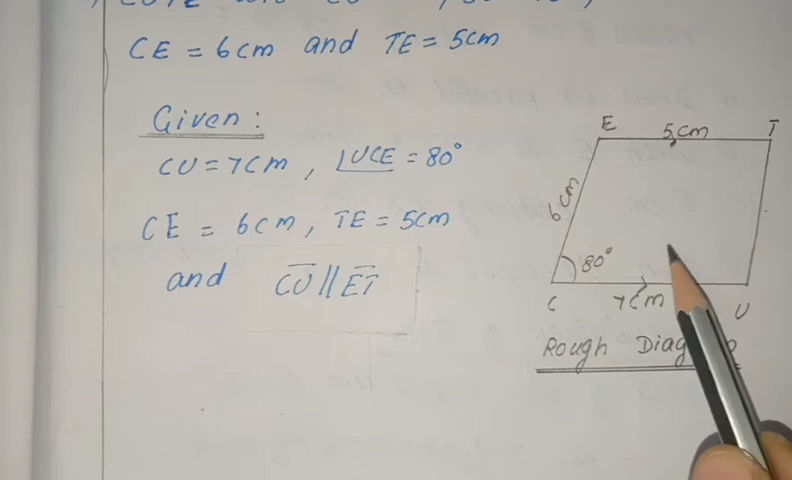 CE = 6cm and TE = 5cm
Given :
CU = 7cm , ∠UCE = 80°
CE = 6cm, TE = 5cm
and CU || ET
E 5cm T
6cm
80°
C 7cm U
Rough